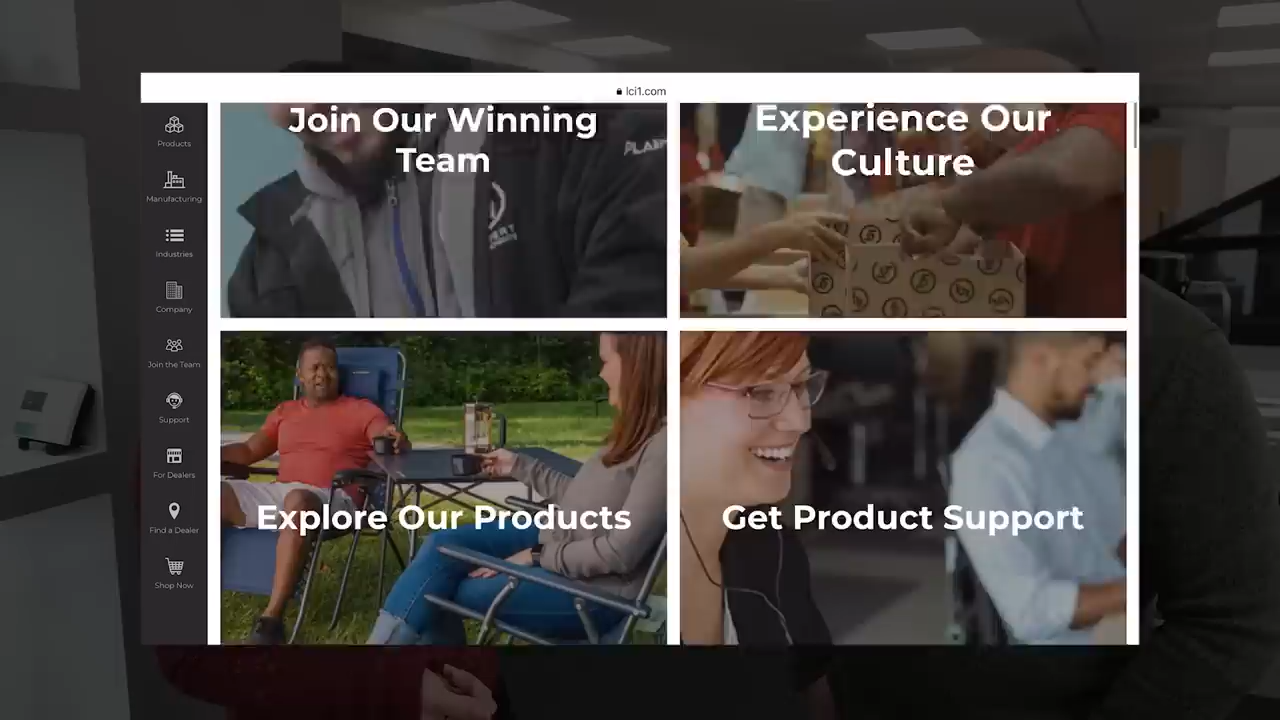 lci1.com
Products
Manufacturing
Industries
Company
Join the Team
Support
For Dealers
Find a Dealer
Shop Now
Join Our Winning
Team
Experience Our
Culture
Explore Our Products
Get Product Support